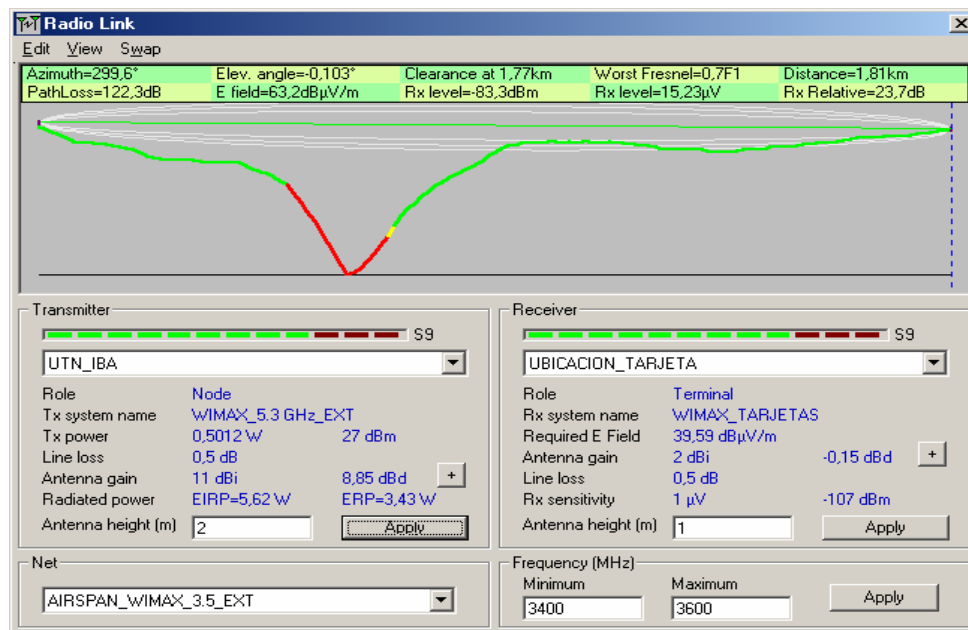 Radio Link
Edit View Swap
Azimuth=299,6° Elev. angle=-0,103° Clearance at 1,77km Worst Fresnel=0,7F1 Distance=1,81km
PathLoss=122,3dB E field=63,2dBµV/m Rx level=-83,3dBm Rx level=15,23µV Rx Relative=23,7dB
Transmitter
S9
UTN_IBA
Role Node
Tx system name WIMAX_5.3 GHz_EXT
Tx power 0,5012 W 27 dBm
Line loss 0,5 dB
Antenna gain 11 dBi 8,85 dBd +
Radiated power EIRP=5,62 W ERP=3,43 W
Antenna height (m) 2 Apply
Receiver
S9
UBICACION_TARJETA
Role Terminal
Rx system name WIMAX_TARJETAS
Required E Field 39,59 dBµV/m
Antenna gain 2 dBi -0,15 dBd +
Line loss 0,5 dB
Rx sensitivity 1 µV -107 dBm
Antenna height (m) 1 Apply
Net
AIRSPAN_WIMAX_3.5_EXT
Frequency (MHz)
Minimum Maximum
3400 3600 Apply